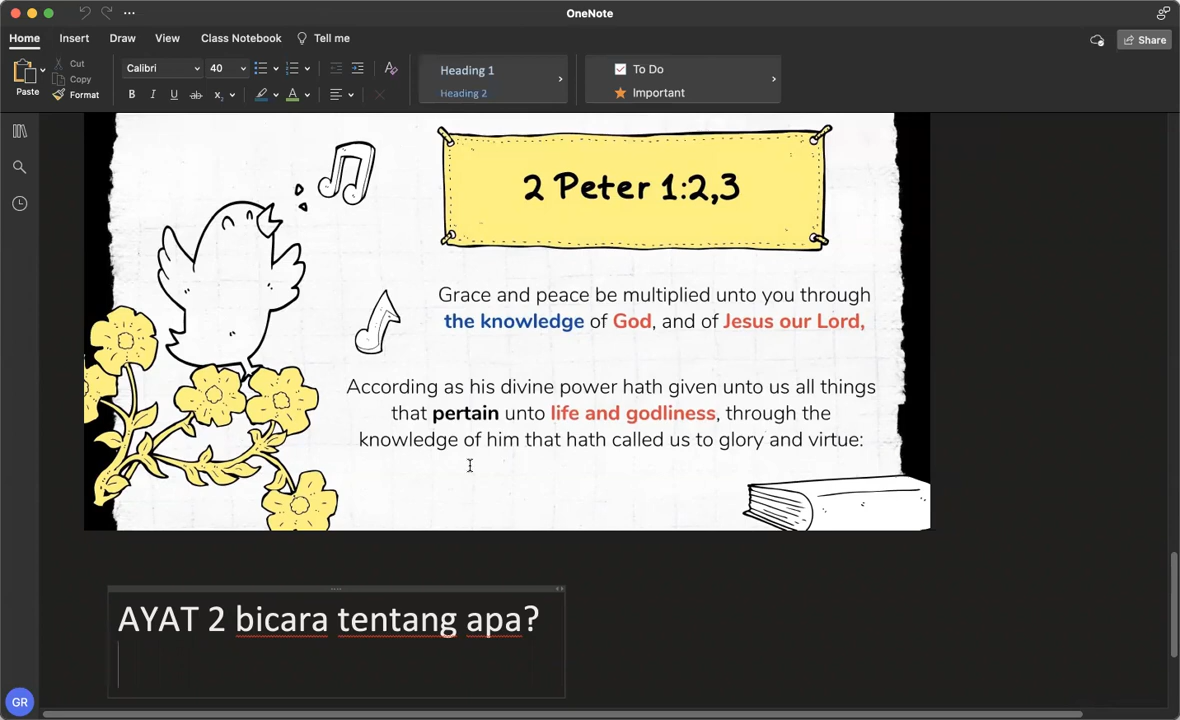 OneNote
Home Insert Draw View Class Notebook Tell me
Share
Paste
Cut
Copy
Format
Calibri 40
B I U ab x A
Heading 1
Heading 2
To Do
Important
2 Peter 1:2,3
Grace and peace be multiplied unto you through
the knowledge of God, and of Jesus our Lord,
According as his divine power hath given unto us all things
that pertain unto life and godliness, through the
knowledge of him that hath called us to glory and virtue:
AYAT 2 bicara tentang apa?
GR